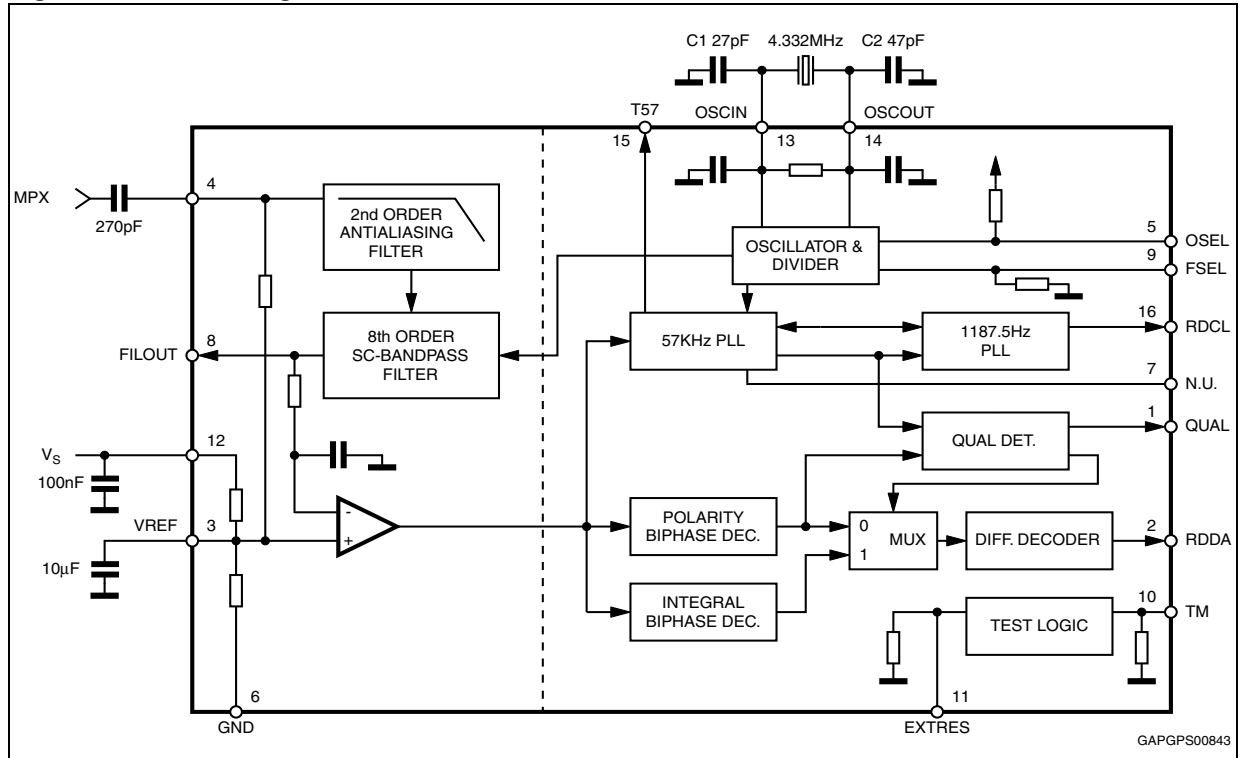 C1 27pF
4.332MHz
C2 47pF
T57
OSCIN
OSCOUT
15
13
14
MPX
270pF
4
2nd ORDER
ANTIALIASING
FILTER
OSCILLATOR &
DIVIDER
5
OSEL
9
FSEL
FILOUT
8
8th ORDER
SC-BANDPASS
FILTER
57KHz PLL
1187.5Hz
PLL
16
RDCL
7
N.U.
VS
12
100nF
QUAL DET.
1
QUAL
VREF
3
10µF
-
+
POLARITY
BIPHASE DEC.
0
1
MUX
DIFF. DECODER
2
RDDA
INTEGRAL
BIPHASE DEC.
TEST LOGIC
10
TM
6
GND
11
EXTRES
GAPGPS00843